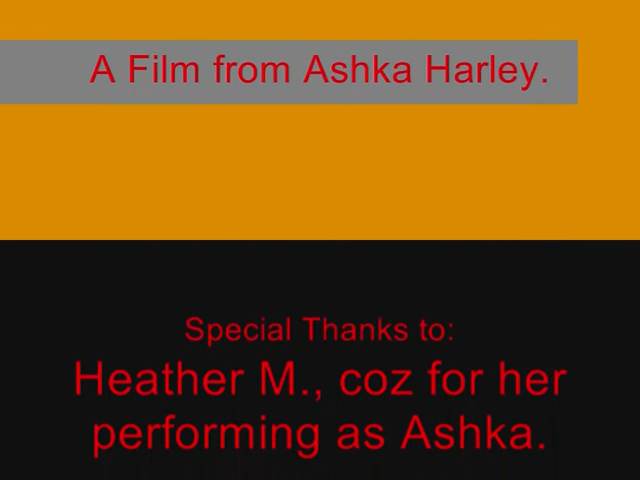 A Film from Ashka Harley.
Special Thanks to:
Heather M., coz for her
performing as Ashka.